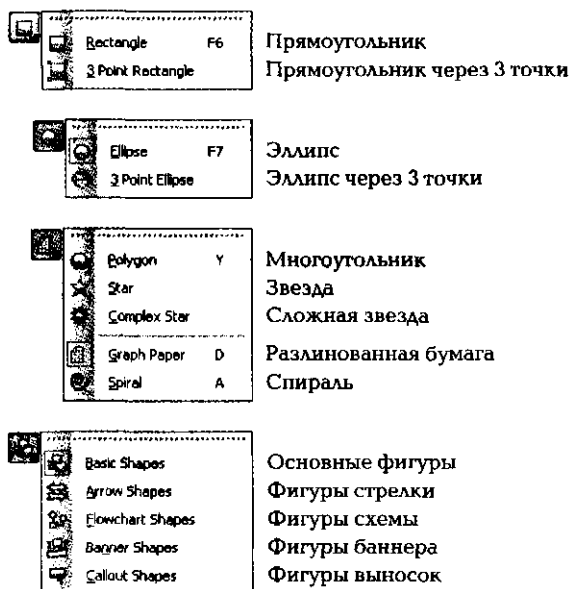 Rectangle F6 Прямоугольник
3 Point Rectangle Прямоугольник через 3 точки
Ellipse F7 Эллипс
3 Point Ellipse Эллипс через 3 точки
Polygon Y Многоугольник
Star Звезда
Complex Star Сложная звезда
Graph Paper D Разлинованная бумага
Spiral A Спираль
Basic Shapes Основные фигуры
Arrow Shapes Фигуры стрелки
Flowchart Shapes Фигуры схемы
Banner Shapes Фигуры баннера
Callout Shapes Фигуры выносок